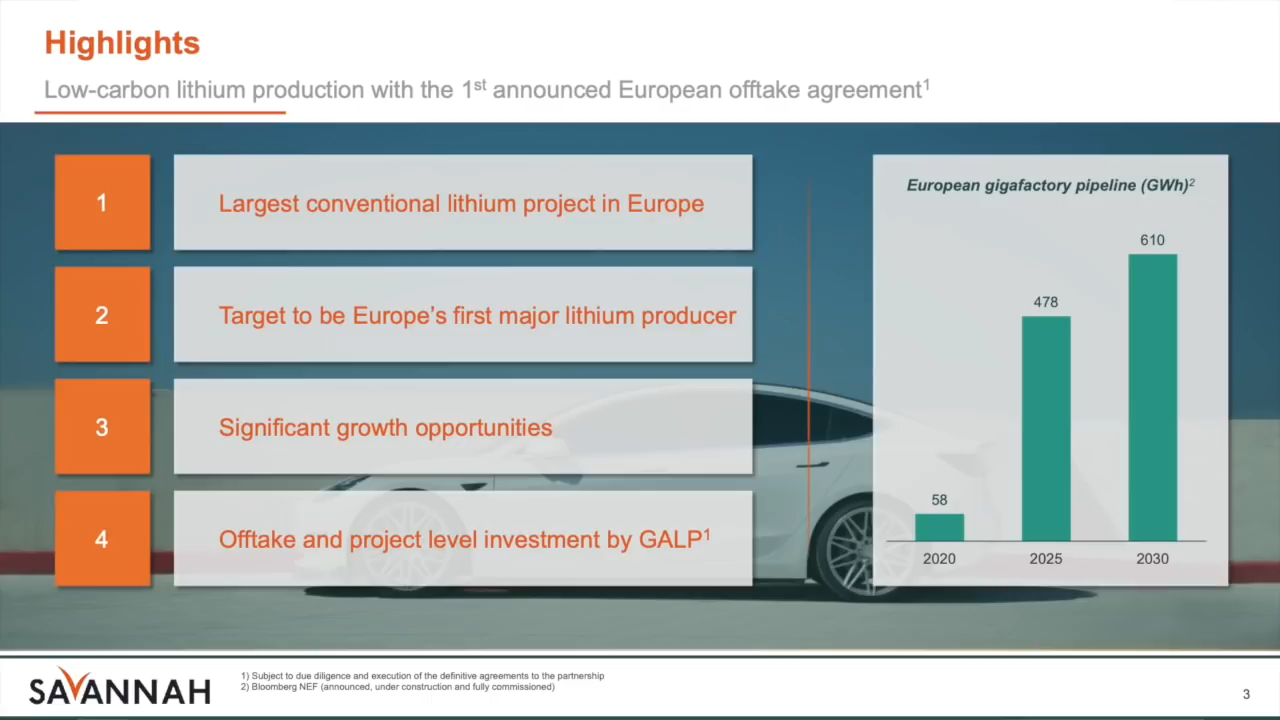 Highlights
Low-carbon lithium production with the 1st announced European offtake agreement1
1
Largest conventional lithium project in Europe
2
Target to be Europe’s first major lithium producer
3
Significant growth opportunities
4
Offtake and project level investment by GALP1
European gigafactory pipeline (GWh)2
610
478
58
2020
2025
2030
SAVANNAH
1) Subject to due diligence and execution of the definitive agreements to the partnership
2) Bloomberg NEF (announced, under construction and fully commissioned)
3